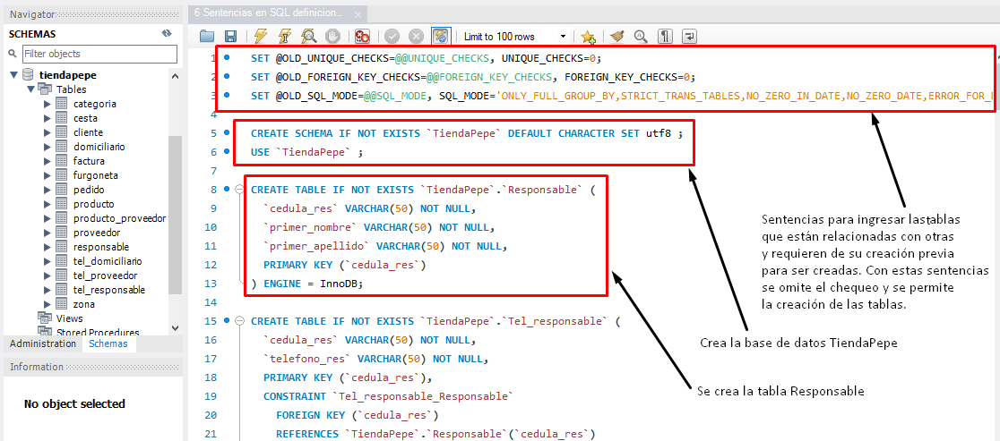 Navigator
SCHEMAS
Filter objects
tiendapepe
Tables
categoria
cesta
cliente
domiciliario
factura
furgoneta
pedido
producto
producto_proveedor
proveedor
responsable
tel_domiciliario
tel_proveedor
tel_responsable
zona
Views
Stored Procedures
Administration Schemas
Information
No object selected
6 Sentencias en SQL definicion...
Limit to 100 rows
1 SET @OLD_UNIQUE_CHECKS=@@UNIQUE_CHECKS, UNIQUE_CHECKS=0;
2 SET @OLD_FOREIGN_KEY_CHECKS=@@FOREIGN_KEY_CHECKS, FOREIGN_KEY_CHECKS=0;
3 SET @OLD_SQL_MODE=@@SQL_MODE, SQL_MODE='ONLY_FULL_GROUP_BY,STRICT_TRANS_TABLES,NO_ZERO_IN_DATE,NO_ZERO_DATE,ERROR_FOR_
4
5 CREATE SCHEMA IF NOT EXISTS `TiendaPepe` DEFAULT CHARACTER SET utf8 ;
6 USE `TiendaPepe` ;
7
8 CREATE TABLE IF NOT EXISTS `TiendaPepe`.`Responsable` (
9 `cedula_res` VARCHAR(50) NOT NULL,
10 `primer_nombre` VARCHAR(50) NOT NULL,
11 `primer_apellido` VARCHAR(50) NOT NULL,
12 PRIMARY KEY (`cedula_res`)
13 ) ENGINE = InnoDB;
14
15 CREATE TABLE IF NOT EXISTS `TiendaPepe`.`Tel_responsable` (
16 `cedula_res` VARCHAR(50) NOT NULL,
17 `telefono_res` VARCHAR(50) NOT NULL,
18 PRIMARY KEY (`cedula_res`),
19 CONSTRAINT `Tel_responsable_Responsable`
20 FOREIGN KEY (`cedula_res`)
21 REFERENCES `TiendaPepe`.`Responsable`(`cedula_res`)
Sentencias para ingresar lastablas
que están relacionadas con otras
y requieren de su creación previa
para ser creadas. Con estas sentencias
se omite el chequeo y se permite
la creación de las tablas.
Crea la base de datos TiendaPepe
Se crea la tabla Responsable